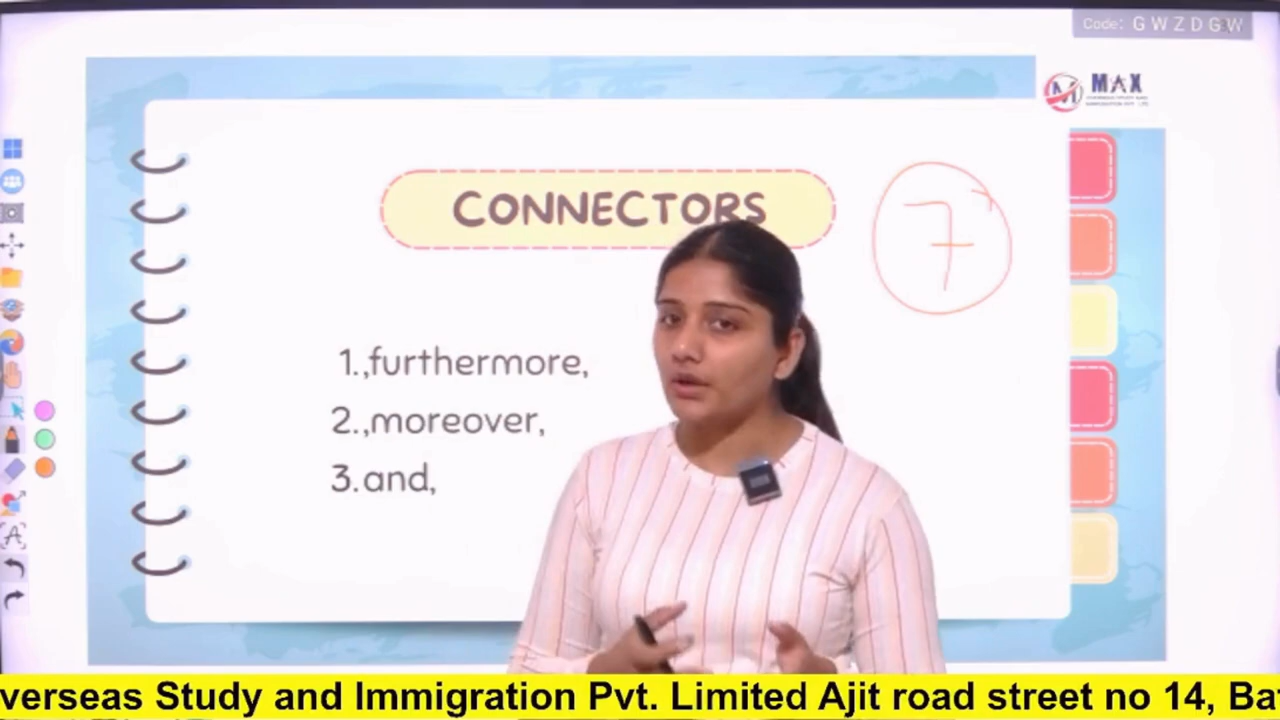 Code: G W Z D G W
MAX
CONNECTORS
7+
1.,furthermore,
2.,moreover,
3.and,
verseas Study and Immigration Pvt. Limited Ajit road street no 14, Ba